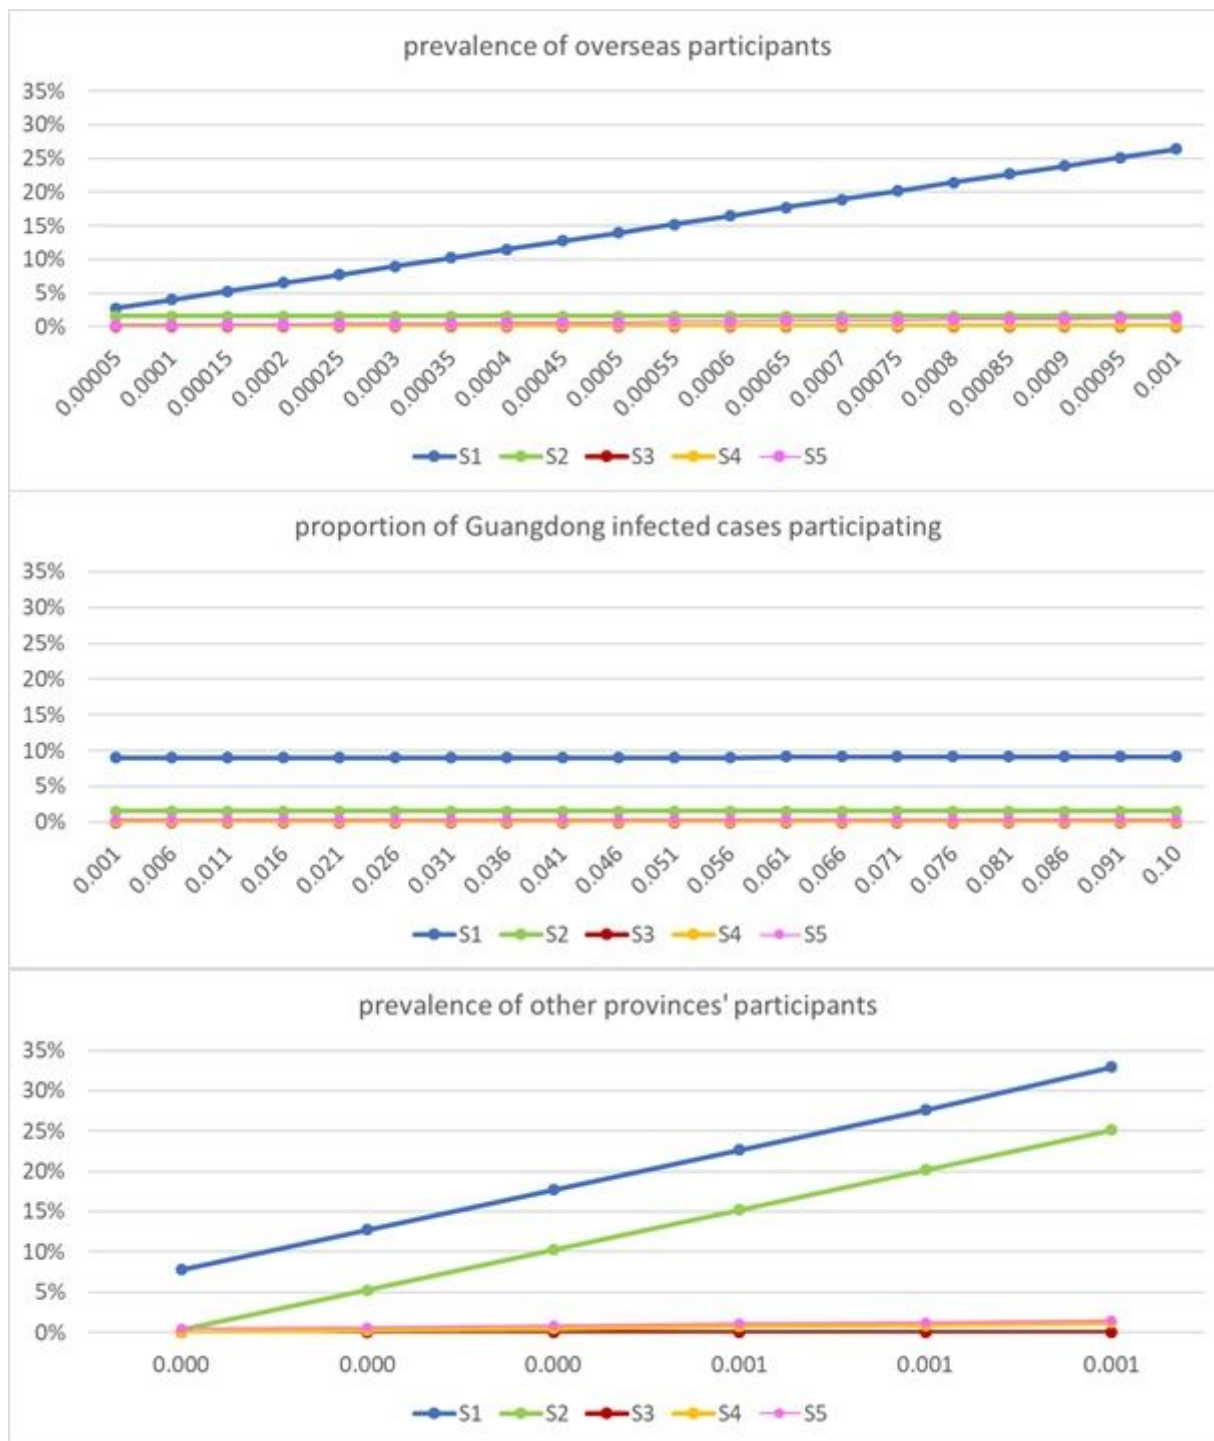 prevalence of overseas participants
35%
30%
25%
20%
15%
10%
5%
0%
0.00005 0.0001 0.00015 0.0002 0.00025 0.0003 0.00035 0.0004 0.00045 0.0005 0.00055 0.0006 0.00065 0.0007 0.00075 0.0008 0.00085 0.0009 0.00095 0.001
S1 S2 S3 S4 S5
proportion of Guangdong infected cases participating
35%
30%
25%
20%
15%
10%
5%
0%
0.001 0.006 0.011 0.016 0.021 0.026 0.031 0.036 0.041 0.046 0.051 0.056 0.061 0.066 0.071 0.076 0.081 0.086 0.091 0.10
S1 S2 S3 S4 S5
prevalence of other provinces' participants
35%
30%
25%
20%
15%
10%
5%
0%
0.000 0.000 0.000 0.001 0.001 0.001
S1 S2 S3 S4 S5